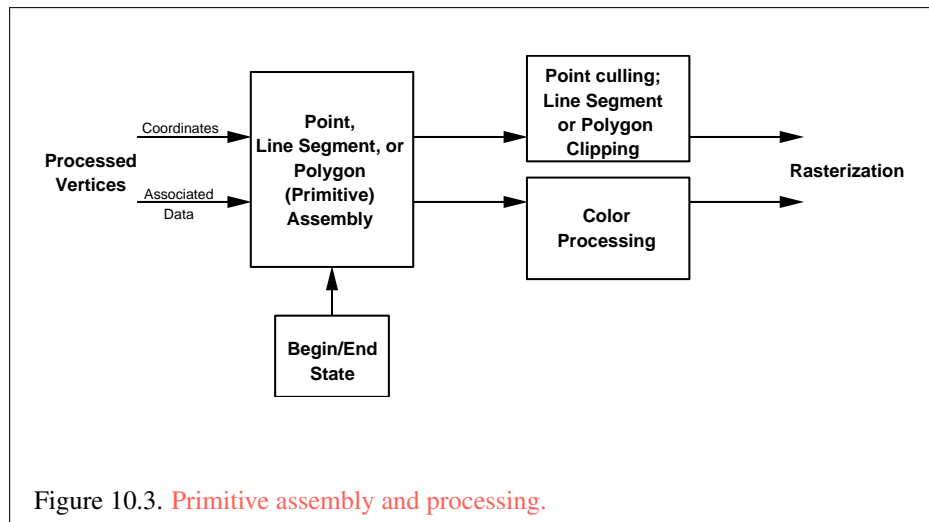 Coordinates
Processed
Vertices
Associated
Data
Point,
Line Segment, or
Polygon
(Primitive)
Assembly
Begin/End
State
Point culling;
Line Segment
or Polygon
Clipping
Color
Processing
Rasterization
Figure 10.3. Primitive assembly and processing.